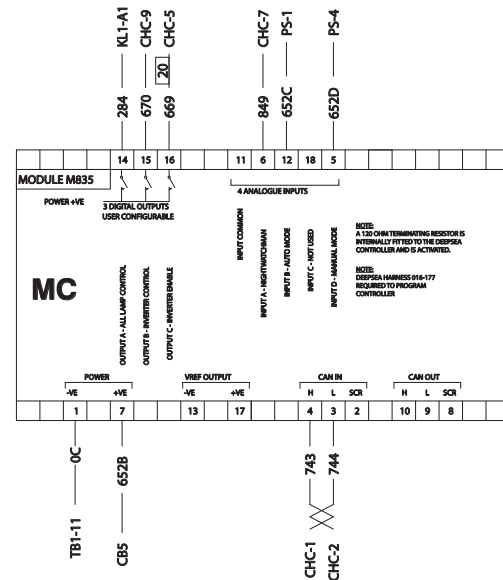 KL1-A1
CHC-9
CHC-5
CHC-7
PS-1
PS-4
20
284
670
669
849
652C
652D
14 15 16 11 6 12 18 5
MODULE M835
POWER +VE
3 DIGITAL OUTPUTS
USER CONFIGURABLE
4 ANALOGUE INPUTS
OUTPUT A - ALL LAMP CONTROL
OUTPUT B - INVERTER CONTROL
OUTPUT C - INVERTER ENABLE
INPUT COMMON
INPUT A - NIGHTWATCHMAN
INPUT B - AUTO MODE
INPUT C - NOT USED
INPUT D - MANUAL MODE
NOTE:
A 120 OHM TERMINATING RESISTOR IS
INTERNALLY FITTED TO THE DEEPSEA
CONTROLLER AND IS ACTIVATED.
NOTE:
DEEPSEA HARNESS 016-177
REQUIRED TO PROGRAM
CONTROLLER
MC
POWER VREF OUTPUT CAN IN CAN OUT
-VE +VE -VE +VE H L SCR H L SCR
1 7 13 17 4 3 2 10 9 8
0C
652B
743
744
TB1-11
CB5
CHC-1
CHC-2